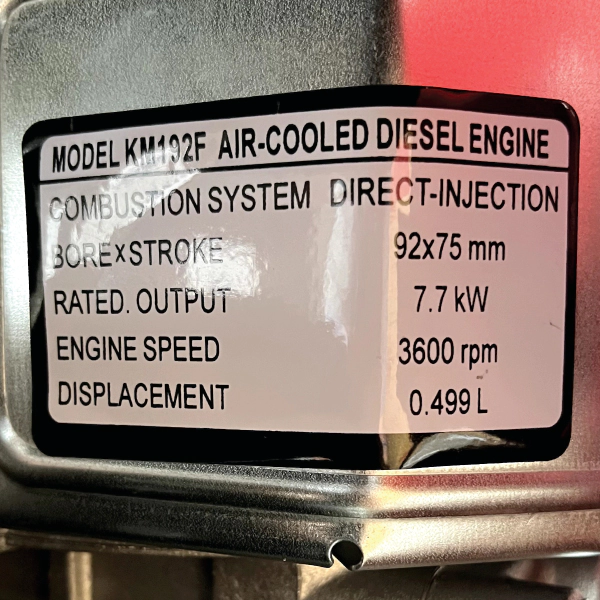 MODEL KM192F AIR-COOLED DIESEL ENGINE
COMBUSTION SYSTEM DIRECT-INJECTION
BORE×STROKE 92x75 mm
RATED. OUTPUT 7.7 kW
ENGINE SPEED 3600 rpm
DISPLACEMENT 0.499 L